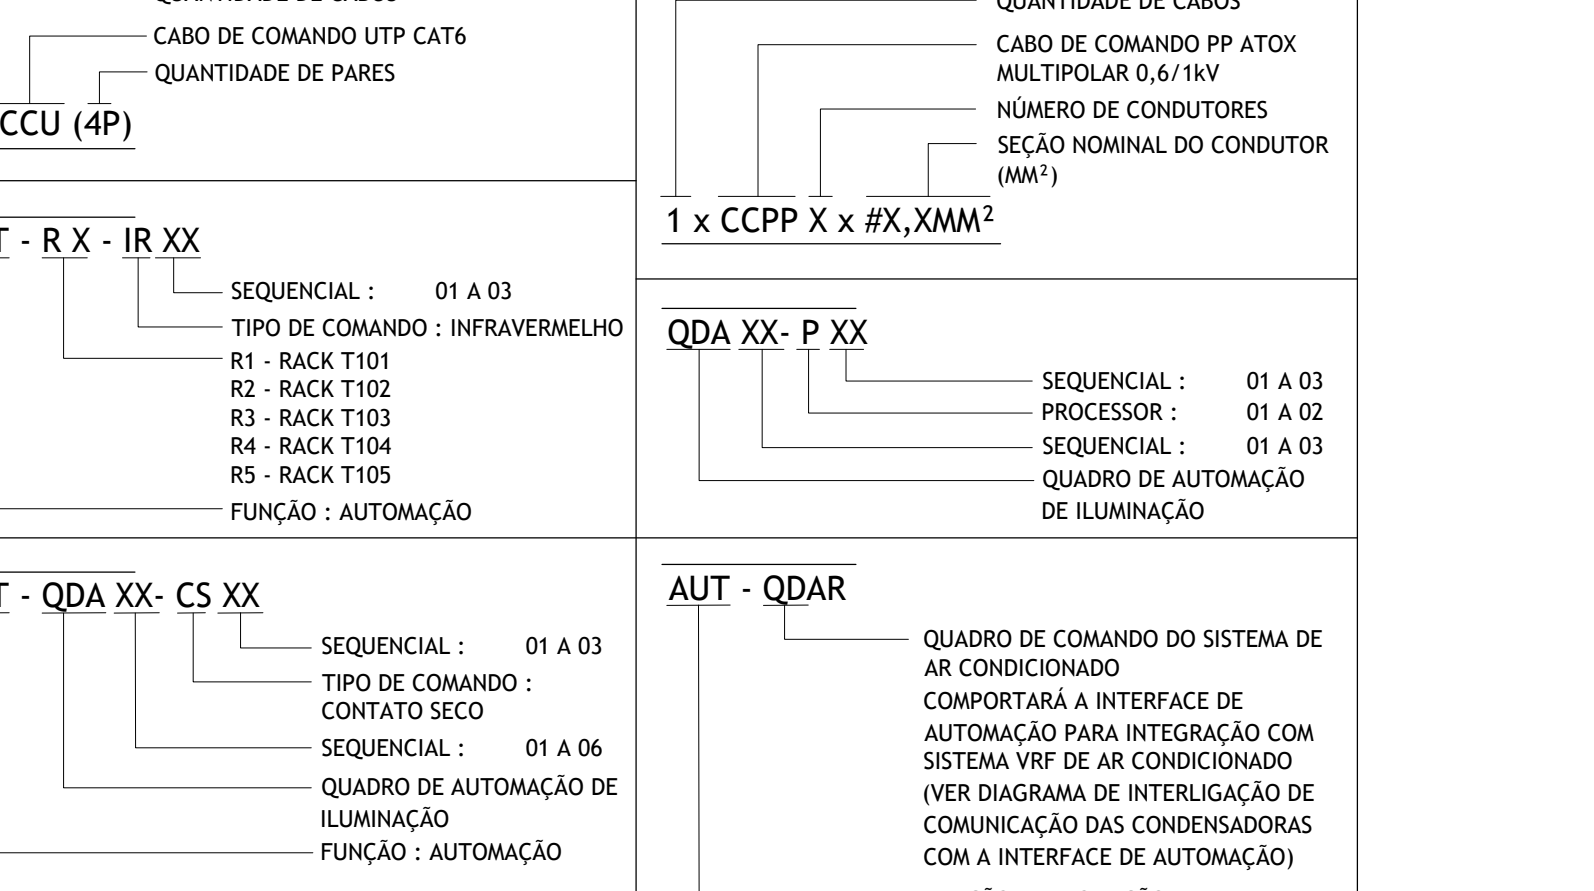 CABO DE COMANDO UTP CAT6
QUANTIDADE DE PARES
CCU (4P)
QUANTIDADE DE CABOS
CABO DE COMANDO PP ATOX
MULTIPOLAR 0,6/1kV
NÚMERO DE CONDUTORES
SEÇÃO NOMINAL DO CONDUTOR
(MM²)
1 x CCPP X x #X,XMM²
- R X - IR XX
SEQUENCIAL : 01 A 03
TIPO DE COMANDO : INFRAVERMELHO
R1 - RACK T101
R2 - RACK T102
R3 - RACK T103
R4 - RACK T104
R5 - RACK T105
FUNÇÃO : AUTOMAÇÃO
QDA XX- P XX
SEQUENCIAL : 01 A 03
PROCESSOR : 01 A 02
SEQUENCIAL : 01 A 03
QUADRO DE AUTOMAÇÃO
DE ILUMINAÇÃO
- QDA XX- CS XX
SEQUENCIAL : 01 A 03
TIPO DE COMANDO :
CONTATO SECO
SEQUENCIAL : 01 A 06
QUADRO DE AUTOMAÇÃO DE
ILUMINAÇÃO
FUNÇÃO : AUTOMAÇÃO
AUT - QDAR
QUADRO DE COMANDO DO SISTEMA DE
AR CONDICIONADO
COMPORTARÁ A INTERFACE DE
AUTOMAÇÃO PARA INTEGRAÇÃO COM
SISTEMA VRF DE AR CONDICIONADO
(VER DIAGRAMA DE INTERLIGAÇÃO DE
COMUNICAÇÃO DAS CONDENSADORAS
COM A INTERFACE DE AUTOMAÇÃO)